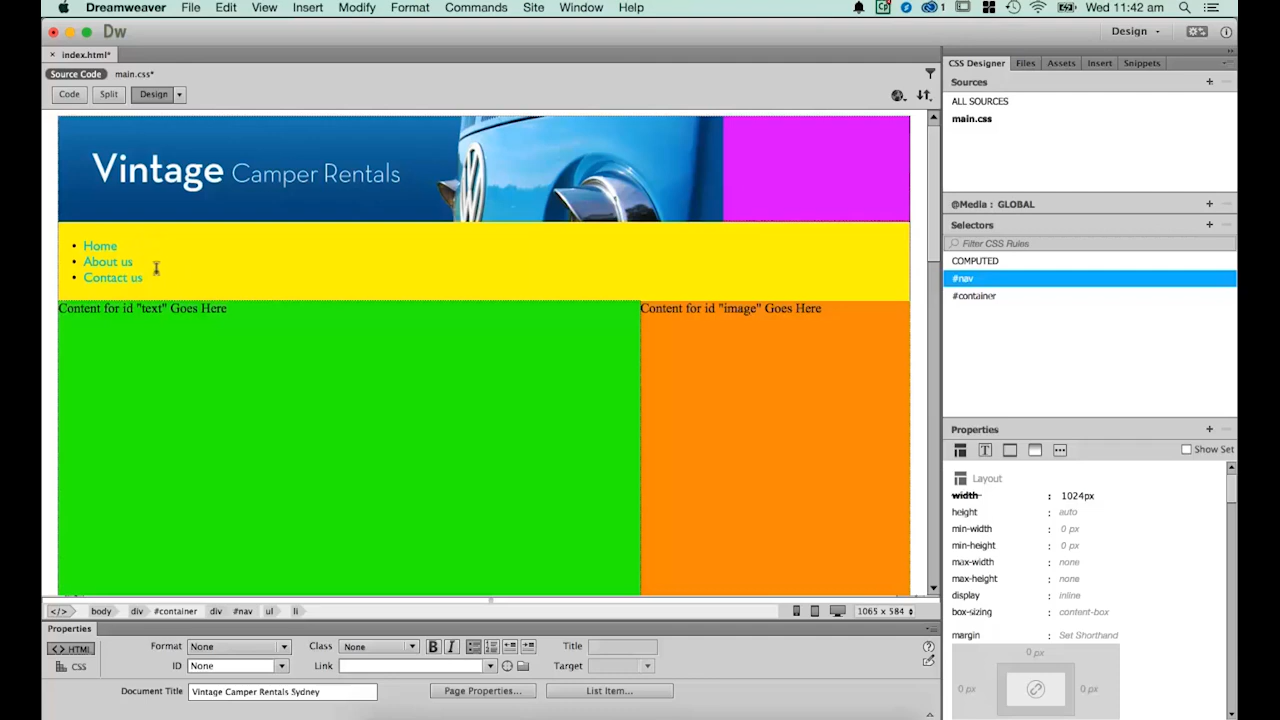 Dreamweaver File Edit View Insert Modify Format Commands Site Window Help 1 Wed 11:42 am
Dw Design
× index.html*
Source Code main.css*
Code Split Design
Vintage Camper Rentals
• Home
• About us
• Contact us
Content for id "text" Goes Here Content for id "image" Goes Here
</> body div #container div #nav ul li 1065 x 584
Properties
<> HTML Format None Class None B I Title
CSS ID None Link Target
Document Title Vintage Camper Rentals Sydney Page Properties... List Item...
CSS Designer Files Assets Insert Snippets
Sources +
ALL SOURCES
main.css
@Media : GLOBAL +
Selectors +
Filter CSS Rules
COMPUTED
#nav
#container
Properties +
T Show Set
Layout
width : 1024px
height : auto
min-width : 0 px
min-height : 0 px
max-width : none
max-height : none
display : inline
box-sizing : content-box
margin : Set Shorthand
0 px
0 px 0 px